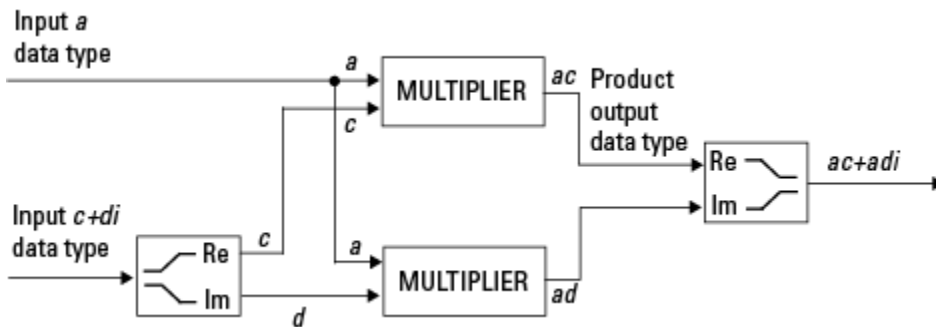 Input a
data type
a
MULTIPLIER
ac
Product
output
data type
c
Re
Im
ac+adi
Input c+di
data type
Re
Im
c
d
a
MULTIPLIER
ad